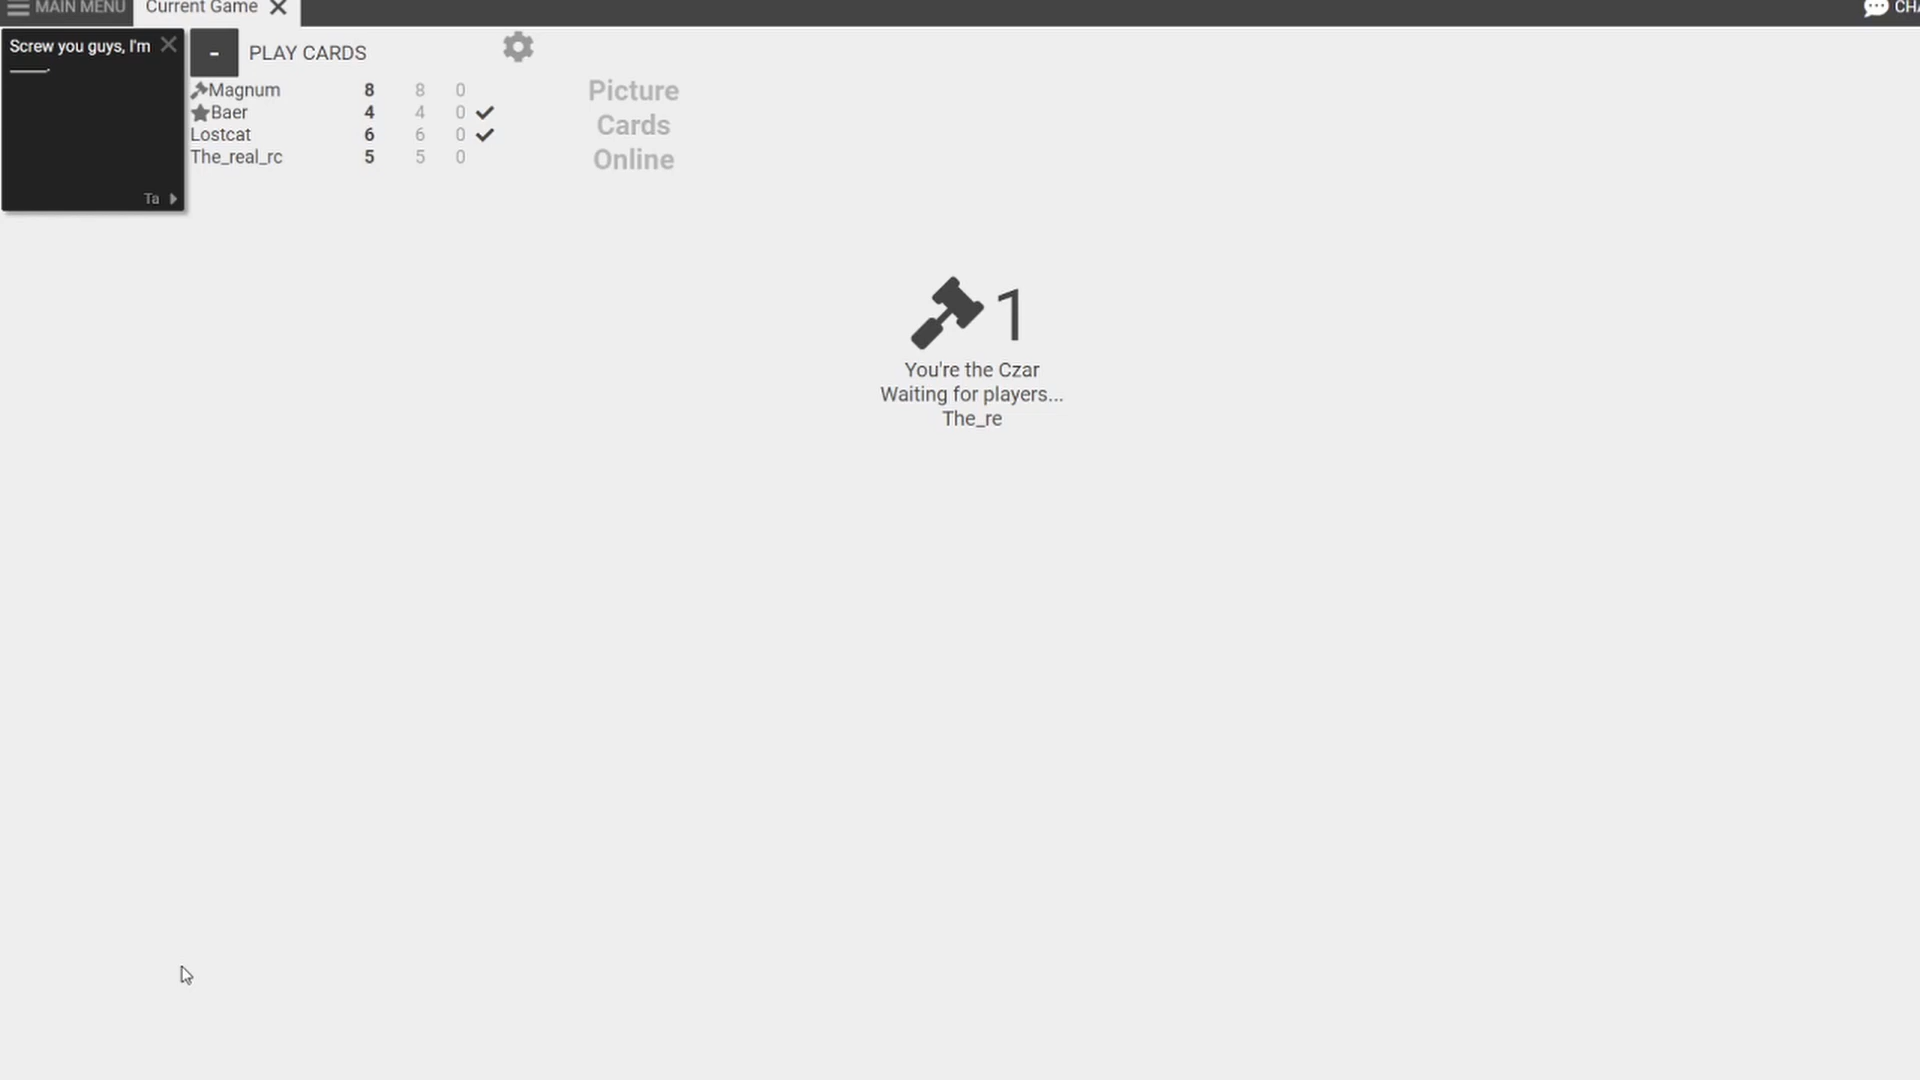 MAIN MENU
Current Game
Screw you guys, I'm
____.
Ta
-
PLAY CARDS
Magnum 8 8 0
Baer 4 4 0
Lostcat 6 6 0
The_real_rc 5 5 0
Picture
Cards
Online
1
You're the Czar
Waiting for players...
The_re
CHA